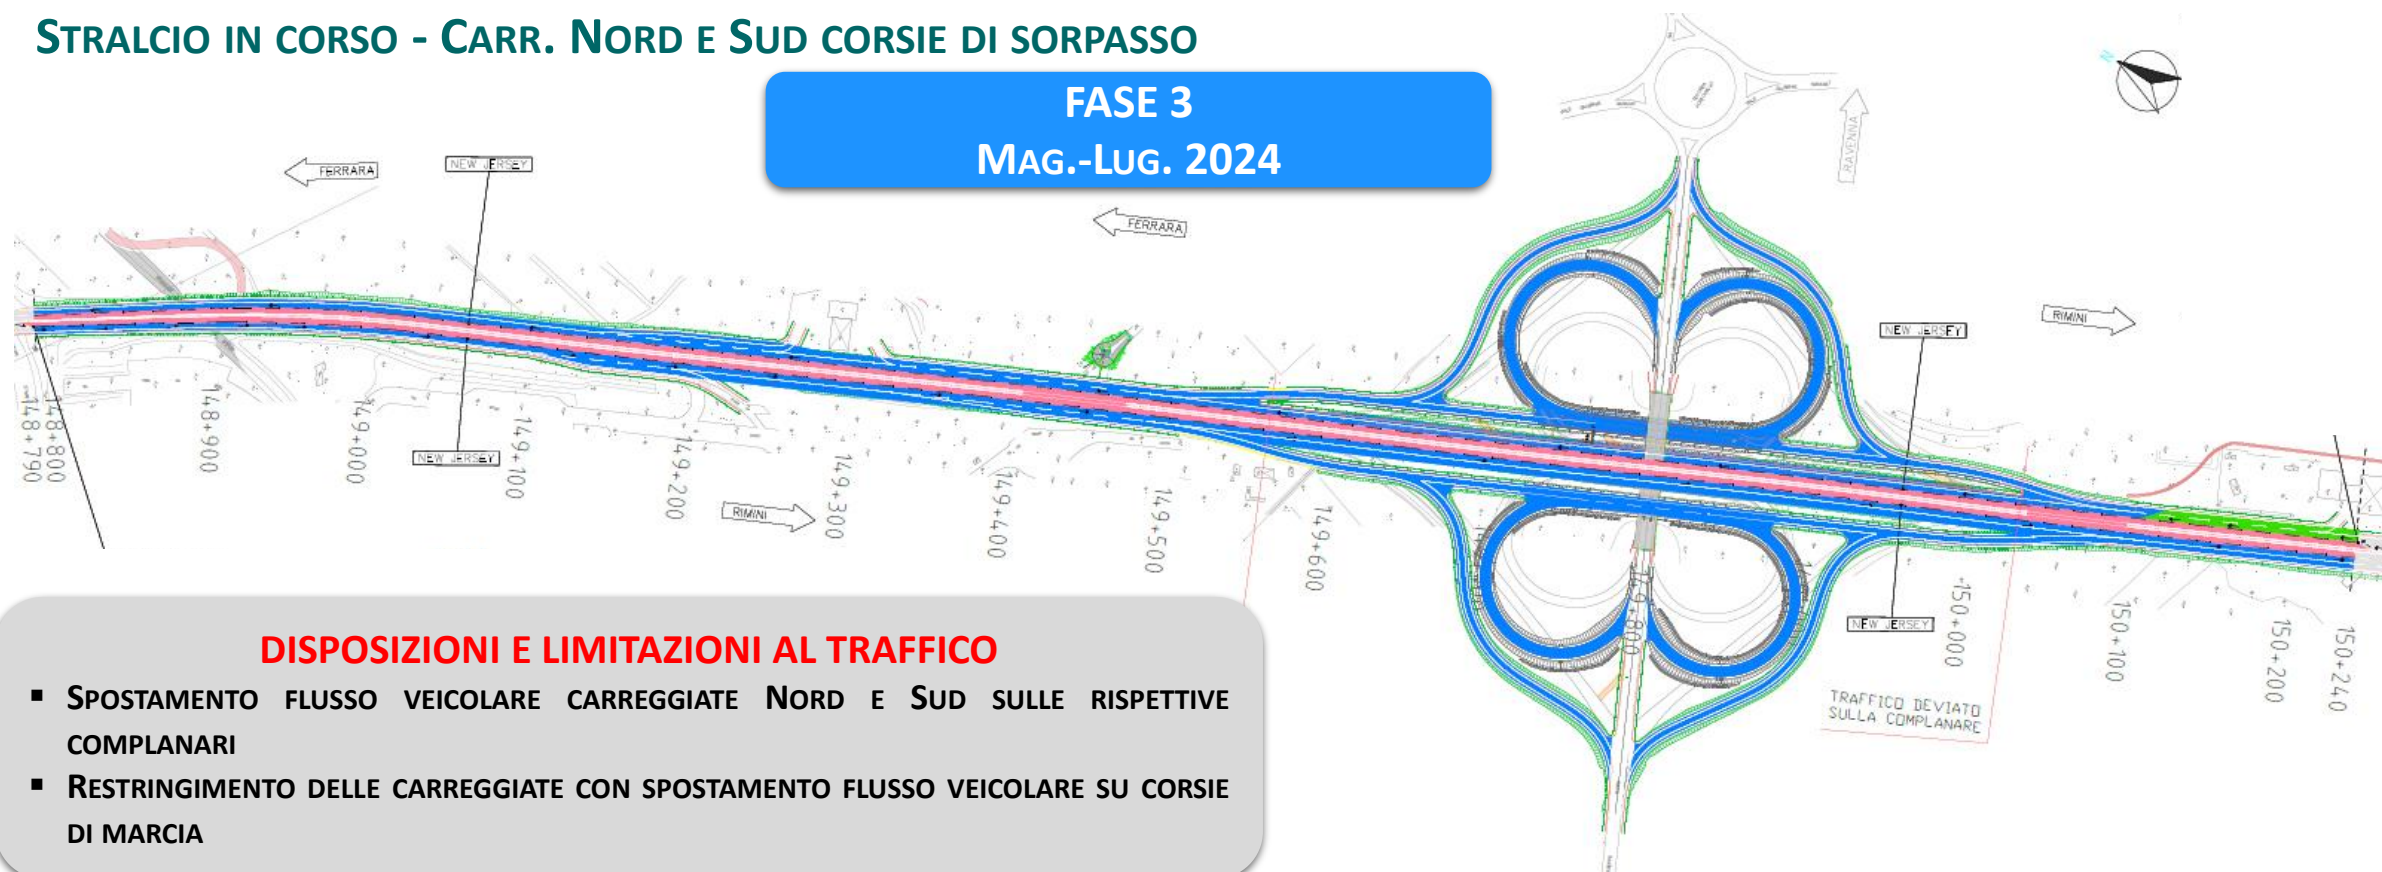 STRALCIO IN CORSO - CARR. NORD E SUD CORSIE DI SORPASSO
FASE 3
MAG.-LUG. 2024
N
FERRARA
NEW JERSEY
FERRARA
RAVENNA
RIMINI
NEW JERSEY
NEW JERSEY
RIMINI
NEW JERSEY
148+790
148+800
148+900
149+000
149+100
149+200
149+300
149+400
149+500
149+600
149+800
150+000
150+100
150+200
150+240
TRAFFICO DEVIATO
SULLA COMPLANARE
DISPOSIZIONI E LIMITAZIONI AL TRAFFICO
▪ SPOSTAMENTO FLUSSO VEICOLARE CARREGGIATE NORD E SUD SULLE RISPETTIVE
COMPLANARI
▪ RESTRINGIMENTO DELLE CARREGGIATE CON SPOSTAMENTO FLUSSO VEICOLARE SU CORSIE
DI MARCIA